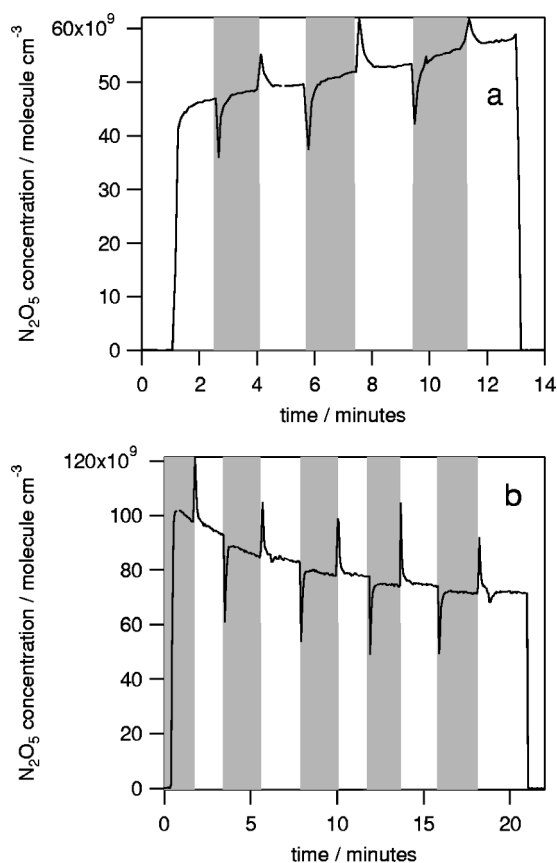 60x10⁹
50
40
30
20
10
0
N₂O₅ concentration / molecule cm⁻³
a
0 2 4 6 8 10 12 14
time / minutes
120x10⁹
100
80
60
40
20
0
N₂O₅ concentration / molecule cm⁻³
b
0 5 10 15 20
time / minutes